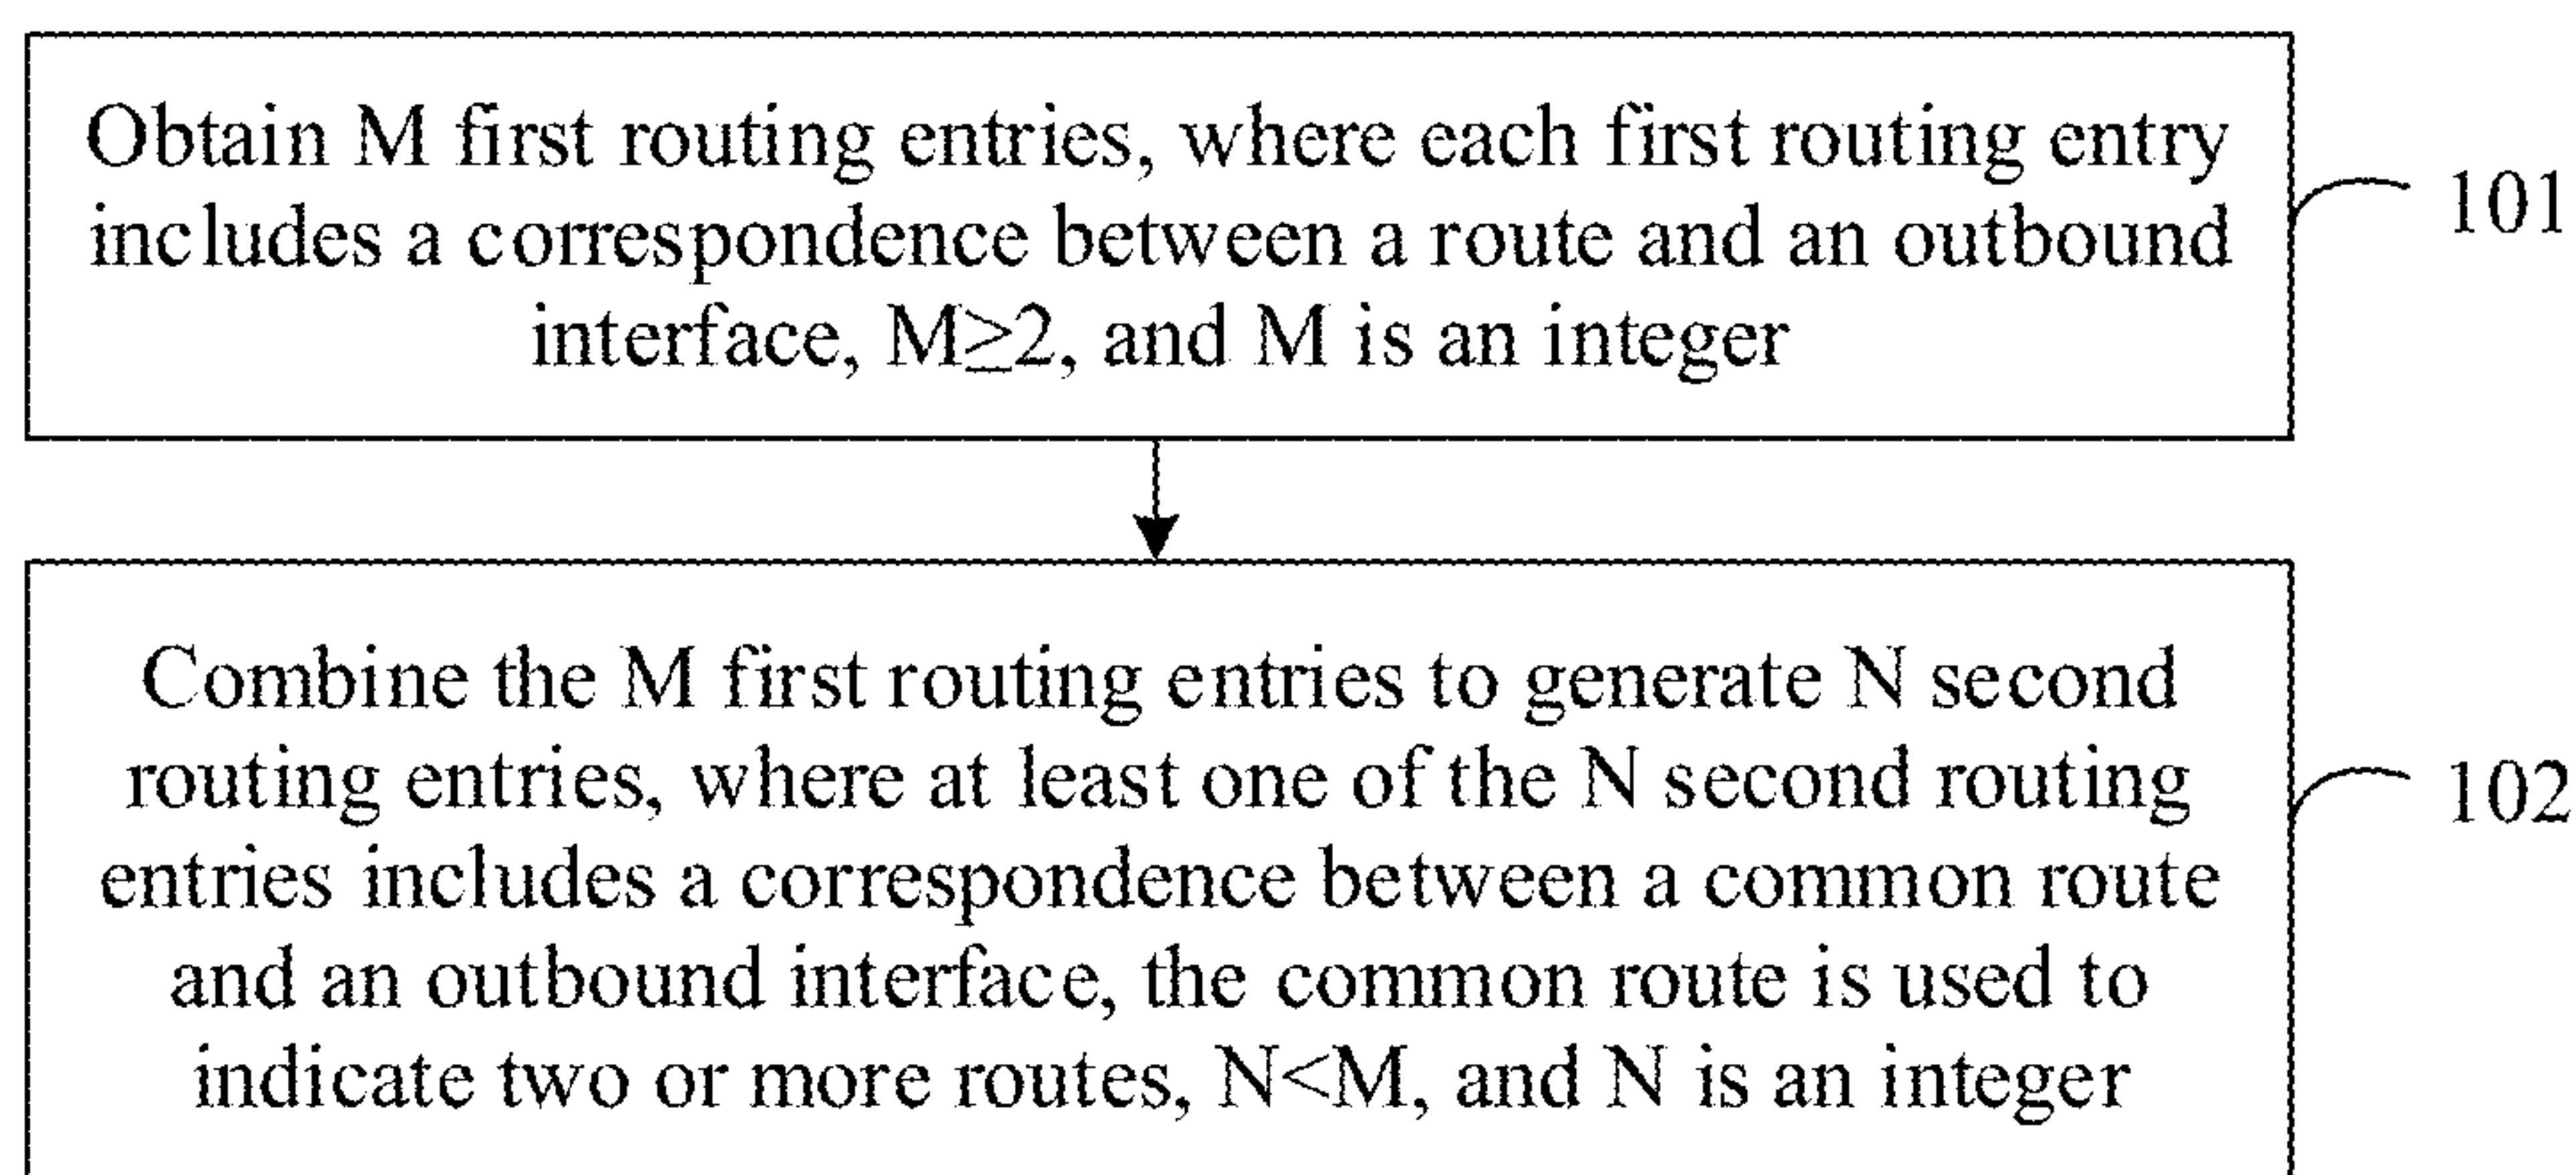 Obtain M first routing entries, where each first routing entry
includes a correspondence between a route and an outbound
interface, M≥2, and M is an integer
101
Combine the M first routing entries to generate N second
routing entries, where at least one of the N second routing
entries includes a correspondence between a common route
and an outbound interface, the common route is used to
indicate two or more routes, N<M, and N is an integer
102